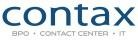 contax
BPO • CONTACT CENTER • IT